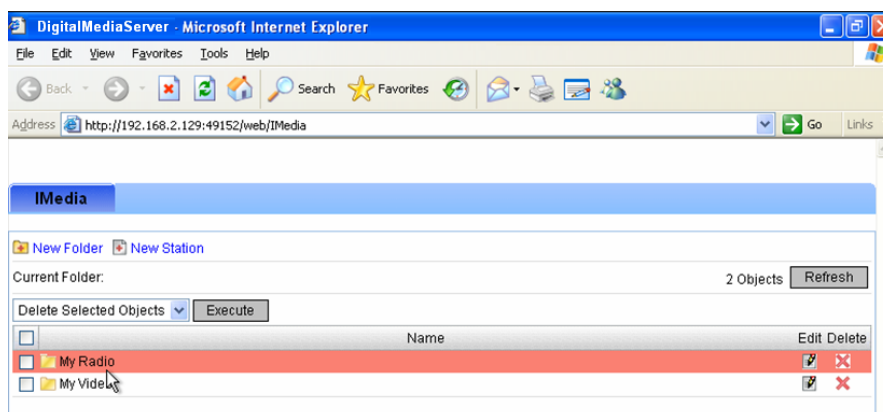 DigitalMediaServer - Microsoft Internet Explorer
File Edit View Favorites Tools Help
Back Search Favorites
Address http://192.168.2.129:49152/web/IMedia Go Links
IMedia
New Folder New Station
Current Folder: 2 Objects Refresh
Delete Selected Objects Execute
Name Edit Delete
My Radio
My Video